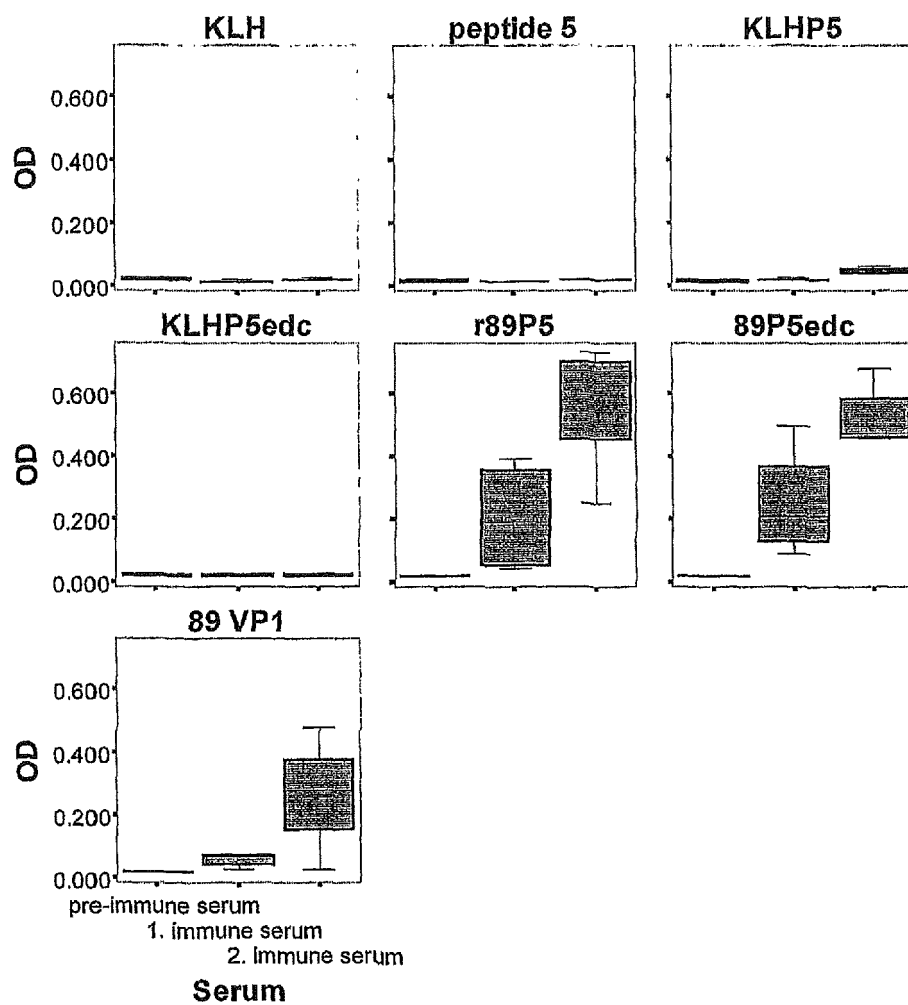 KLH peptide 5 KLHP5
OD 0.600 0.400 0.200 0.000
KLHP5edc r89P5 89P5edc
OD 0.600 0.400 0.200 0.000
89 VP1
OD 0.600 0.400 0.200 0.000
pre-immune serum
1. immune serum
2. immune serum
Serum